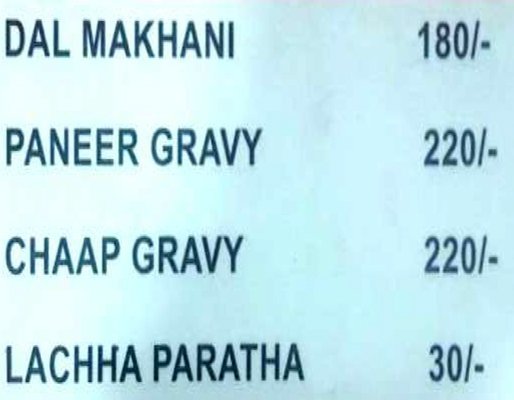 DAL MAKHANI 180/-
PANEER GRAVY 220/-
CHAAP GRAVY 220/-
LACHHA PARATHA 30/-